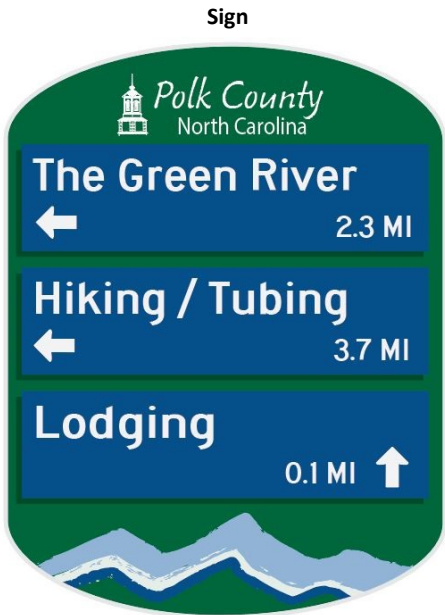 Sign
Polk County
North Carolina
The Green River
2.3 MI
Hiking / Tubing
3.7 MI
Lodging
0.1 MI